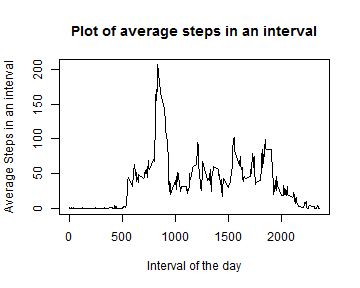 Plot of average steps in an interval
Average Steps in an interval
200
150
100
50
0
0 500 1000 1500 2000
Interval of the day